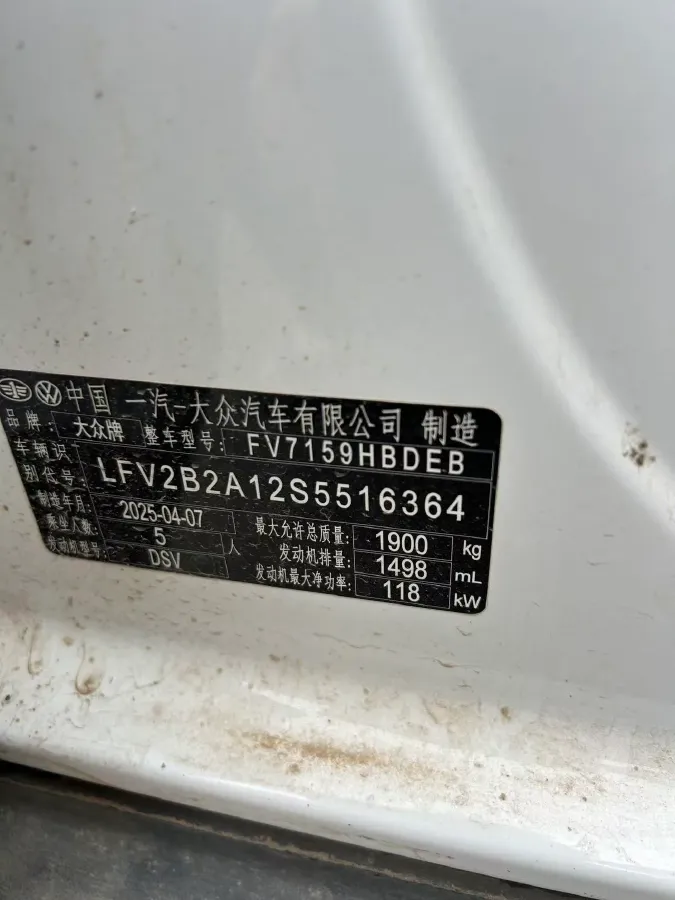 中国 一汽-大众汽车有限公司 制造
品牌: 大众牌 整车型号: FV7159HBDEB
车辆识别代号: LFV2B2A12S5516364
制造年月: 2025-04-07 最大允许总质量: 1900 kg
乘坐人数: 5 人 发动机排量: 1498 mL
发动机型号: DSV 发动机最大净功率: 118 kW